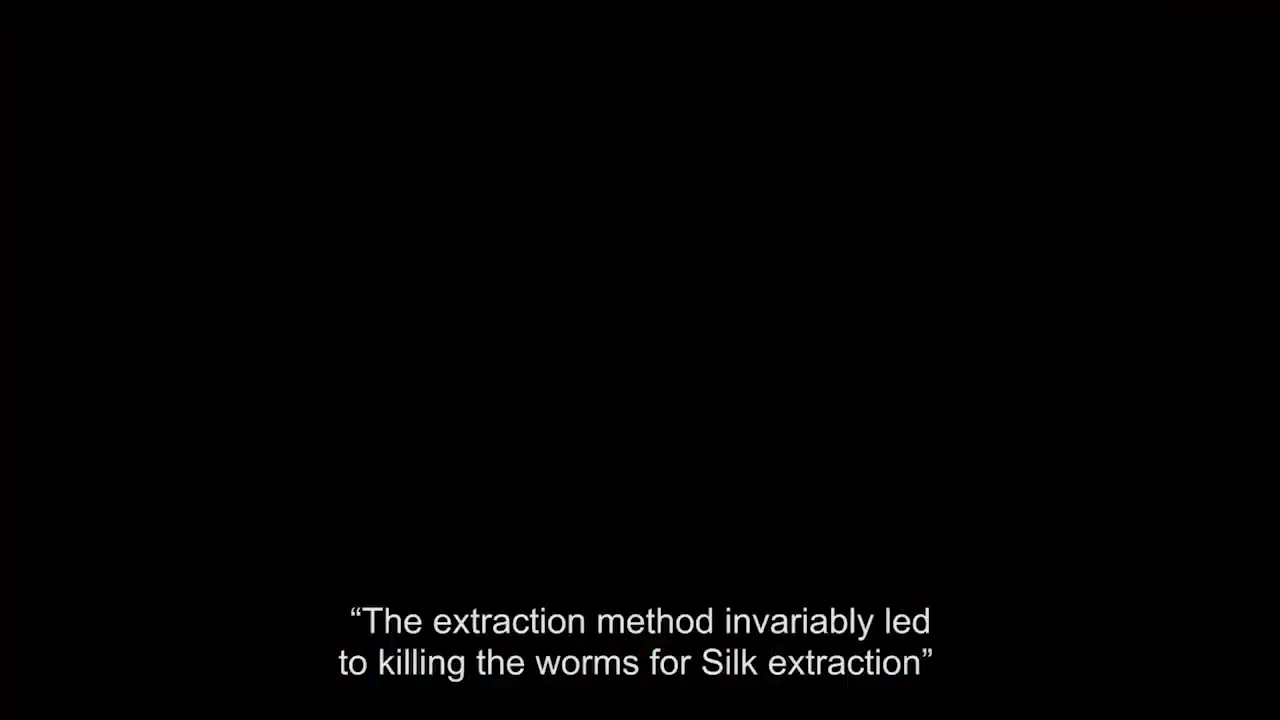 “The extraction method invariably led
to killing the worms for Silk extraction”